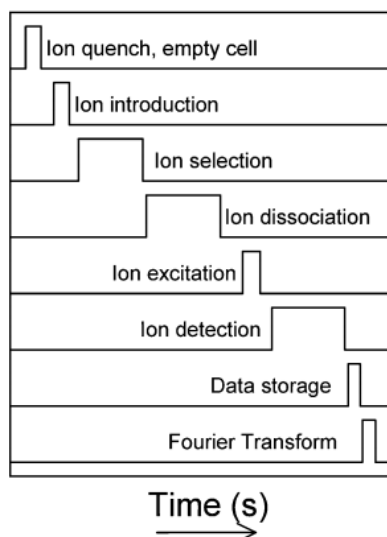 Ion quench, empty cell
Ion introduction
Ion selection
Ion dissociation
Ion excitation
Ion detection
Data storage
Fourier Transform
Time (s)